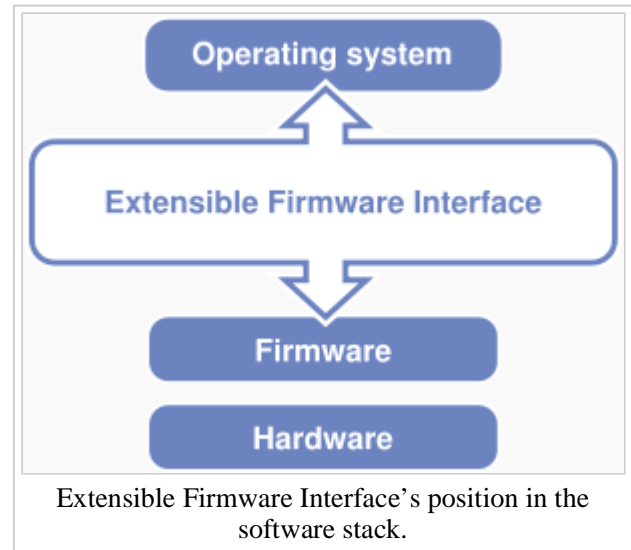 Operating system
Extensible Firmware Interface
Firmware
Hardware
Extensible Firmware Interface’s position in the
software stack.